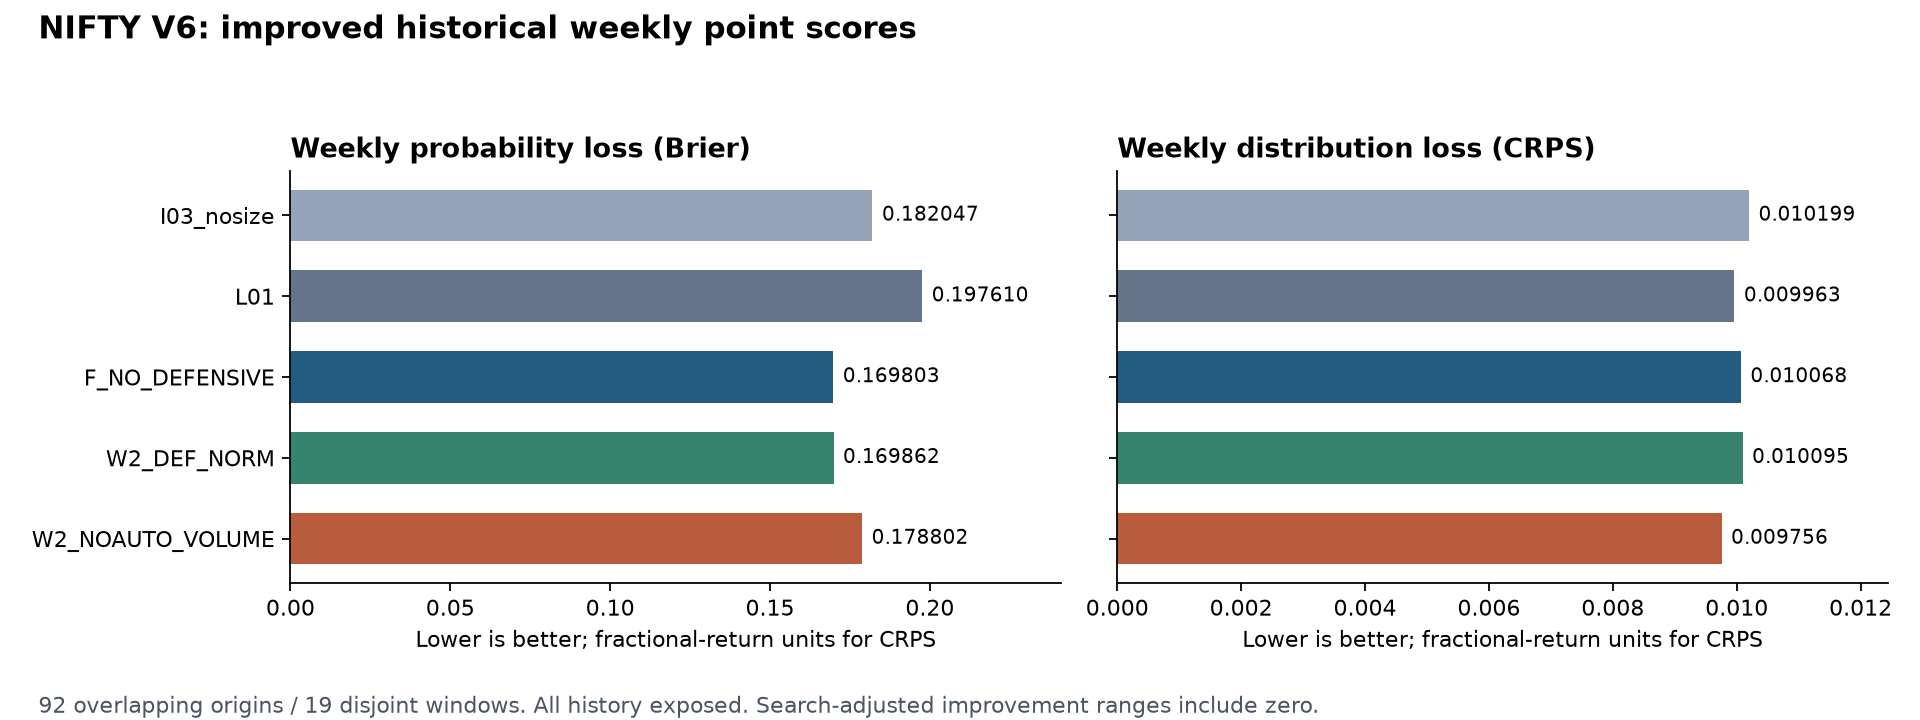 NIFTY V6: improved historical weekly point scores
Weekly probability loss (Brier)
I03_nosize
0.182047
L01
0.197610
F_NO_DEFENSIVE
0.169803
W2_DEF_NORM
0.169862
W2_NOAUTO_VOLUME
0.178802
0.00 0.05 0.10 0.15 0.20
Lower is better; fractional-return units for CRPS
Weekly distribution loss (CRPS)
0.010199
0.009963
0.010068
0.010095
0.009756
0.000 0.002 0.004 0.006 0.008 0.010 0.012
Lower is better; fractional-return units for CRPS
92 overlapping origins / 19 disjoint windows. All history exposed. Search-adjusted improvement ranges include zero.